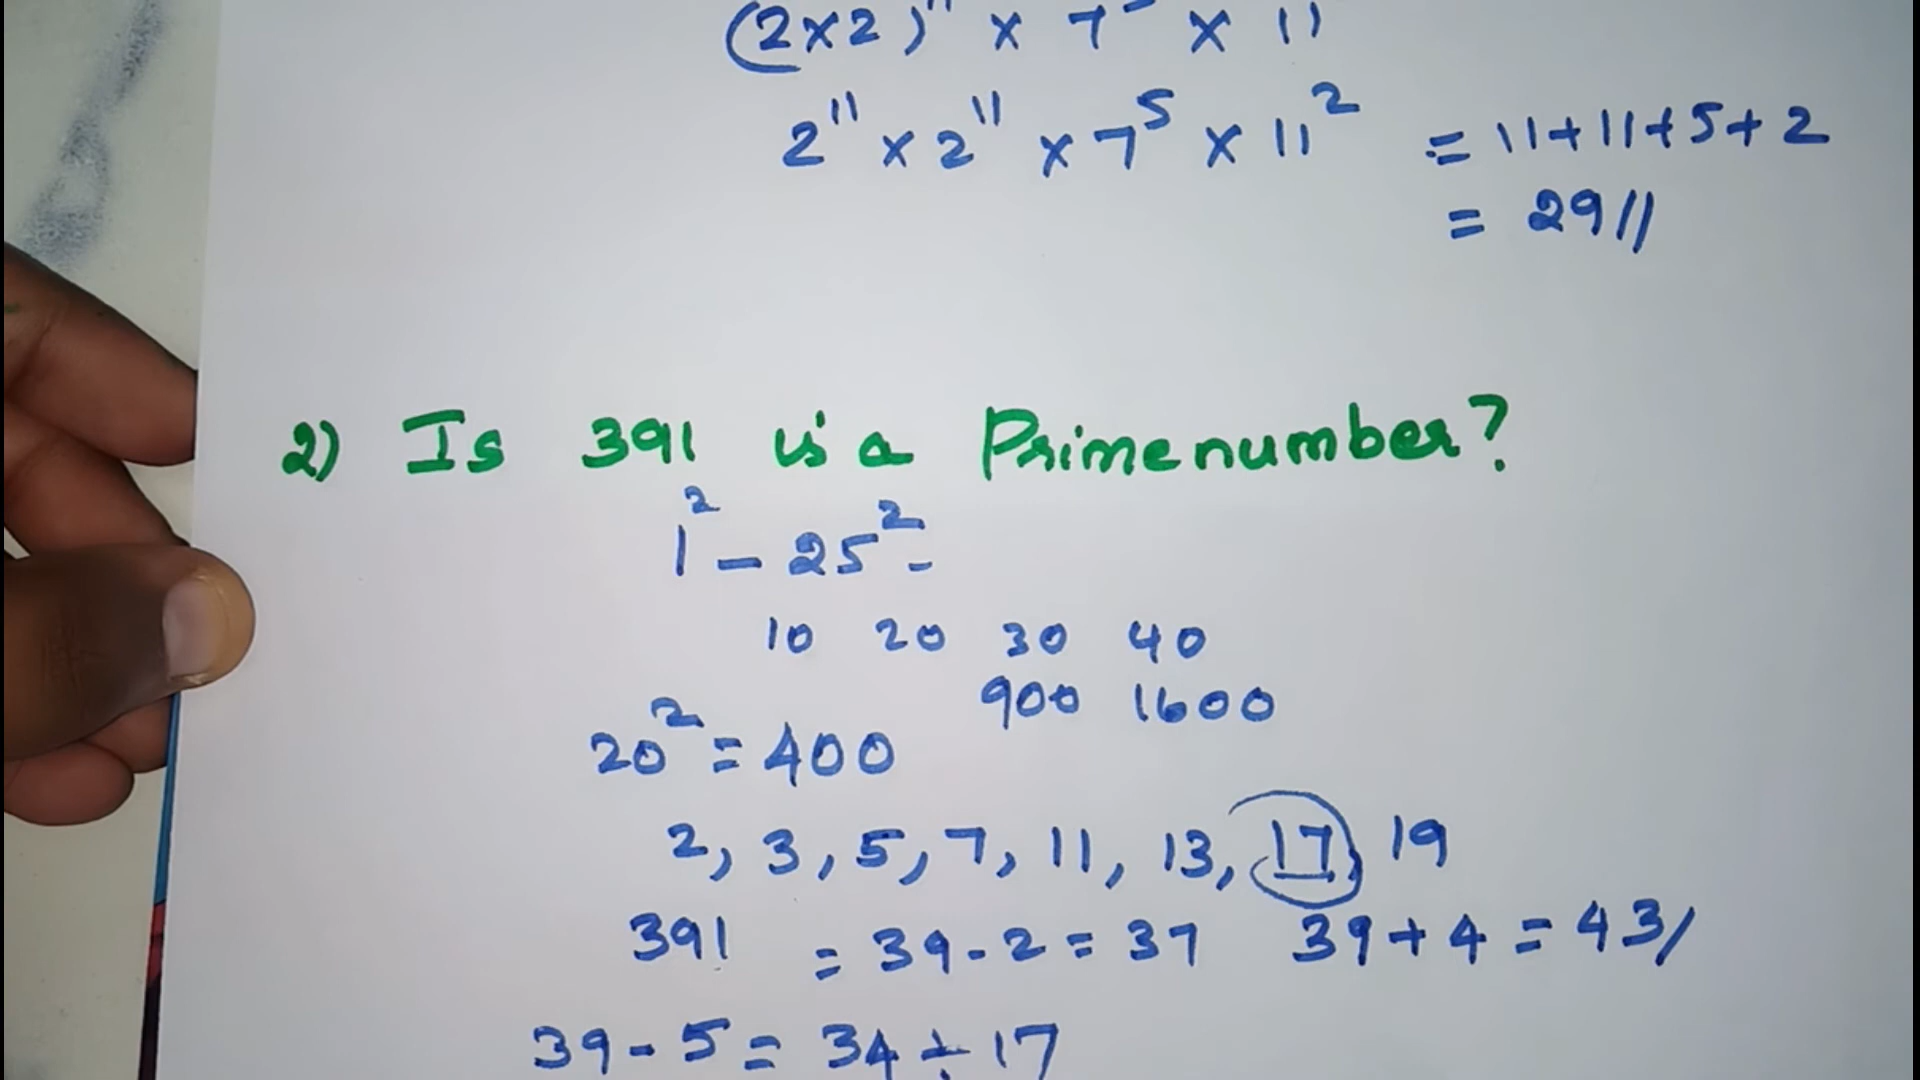 (2×2)¹¹ × 7⁵ × 11
2¹¹ × 2¹¹ × 7⁵ × 11² = 11+11+5+2
= 29//
2) Is 391 is a Prime number?
1² - 25² -
10 20 30 40
900 1600
20² = 400
2, 3, 5, 7, 11, 13, 17, 19
391 = 39-2 = 37 39+4 = 43/
39-5 = 34 ÷ 17